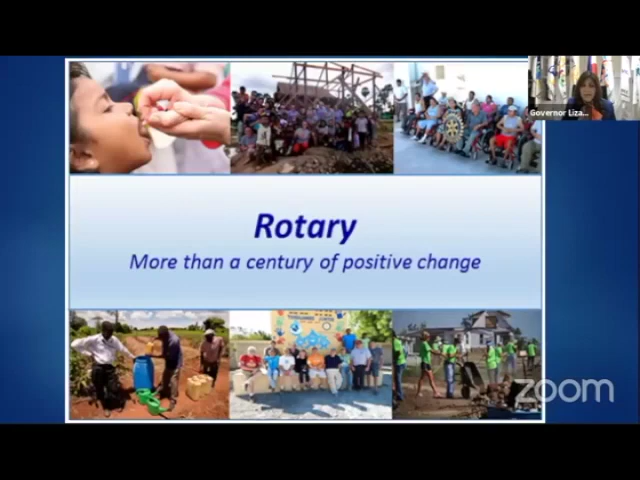 Governor Liza...
Rotary
More than a century of positive change
zoom